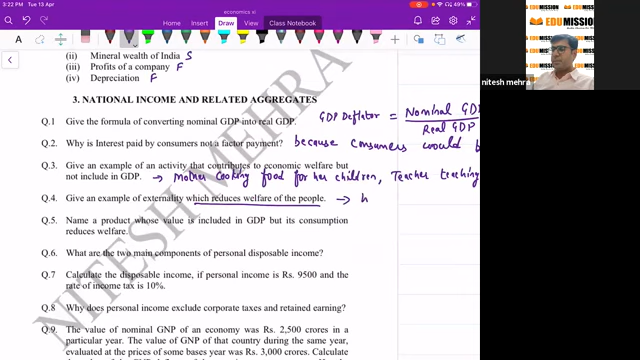 3:22 PM Tue 13 Apr
economics xi
49%
Home Insert Draw View Class Notebook
A
(ii) Mineral wealth of India S
(iii) Profits of a company F
(iv) Depreciation F
3. NATIONAL INCOME AND RELATED AGGREGATES
Q.1 Give the formula of converting nominal GDP into real GDP. GDP Deflator = Nominal GDP
Real GDP
Q.2 Why is Interest paid by consumers not a factor payment? because consumers would b
Q.3 Give an example of an activity that contributes to economic welfare but
not include in GDP. → Mother cooking food for her children, Teacher teaching
Q.4 Give an example of externality which reduces welfare of the people. → h
Q.5 Name a product whose value is included in GDP but its consumption
reduces welfare.
Q.6 What are the two main components of personal disposable income?
Q.7 Calculate the disposable income, if personal income is Rs. 9500 and the
rate of income tax is 10%.
Q.8 Why does personal income exclude corporate taxes and retained earning?
Q.9 The value of nominal GNP of an economy was Rs. 2,500 crores in a
particular year. The value of GNP of that country during the same year,
evaluated at the prices of some bases year was Rs. 3,000 crores. Calculate
NITESH MEHRA
EDUMISSION
EDUMISSION
EDUM
nitesh mehra